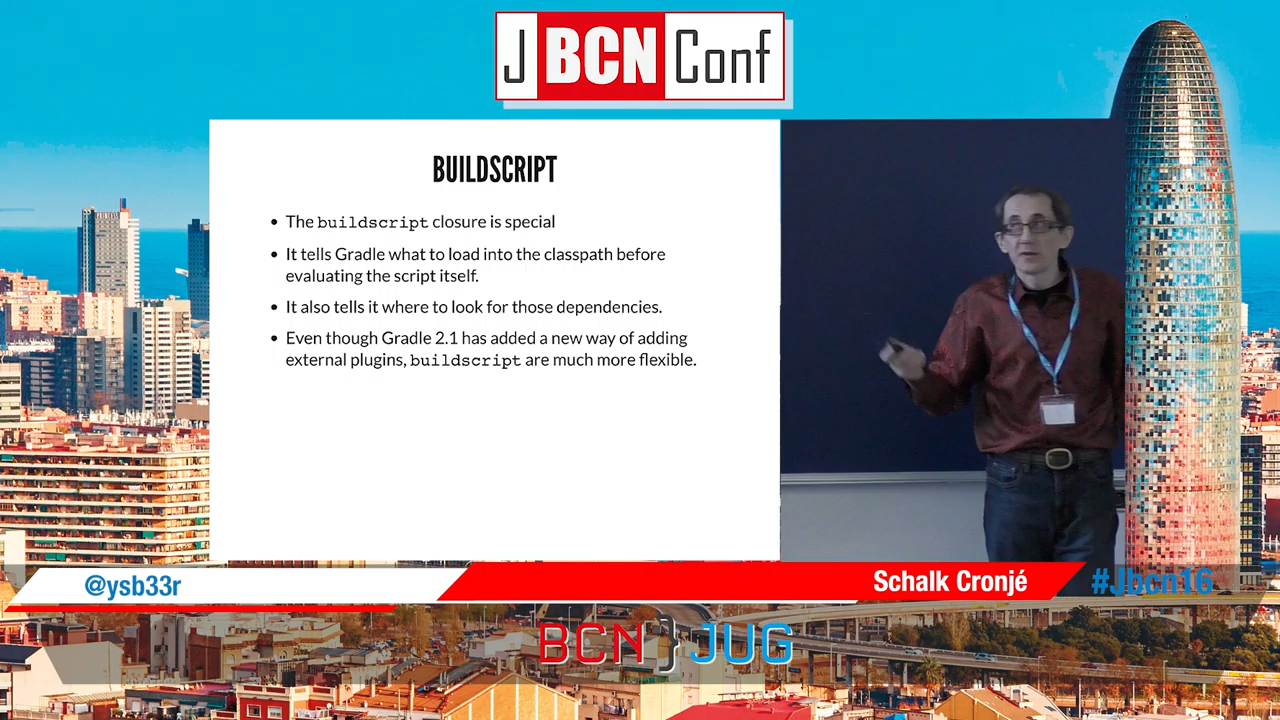 J BCN Conf
BUILDSCRIPT
• The buildscript closure is special
• It tells Gradle what to load into the classpath before
evaluating the script itself.
• It also tells it where to look for those dependencies.
• Even though Gradle 2.1 has added a new way of adding
external plugins, buildscript are much more flexible.
@ysb33r
Schalk Cronjé
#Jbcn16
BCN JUG